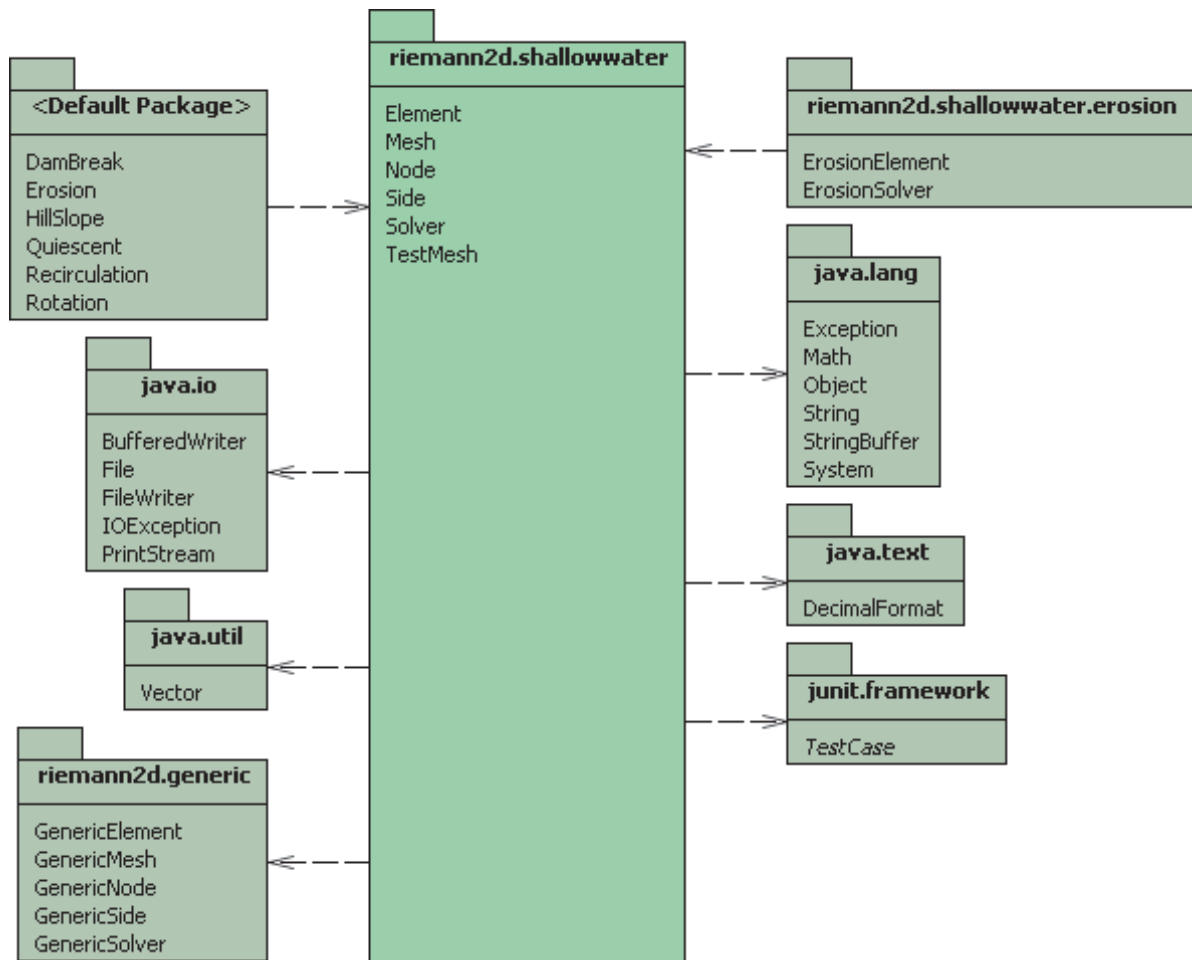 riemann2d.shallowwater
Element
Mesh
Node
Side
Solver
TestMesh
<Default Package>
DamBreak
Erosion
HillSlope
Quiescent
Recirculation
Rotation
java.io
BufferedWriter
File
FileWriter
IOException
PrintStream
java.util
Vector
riemann2d.generic
GenericElement
GenericMesh
GenericNode
GenericSide
GenericSolver
riemann2d.shallowwater.erosion
ErosionElement
ErosionSolver
java.lang
Exception
Math
Object
String
StringBuffer
System
java.text
DecimalFormat
junit.framework
TestCase